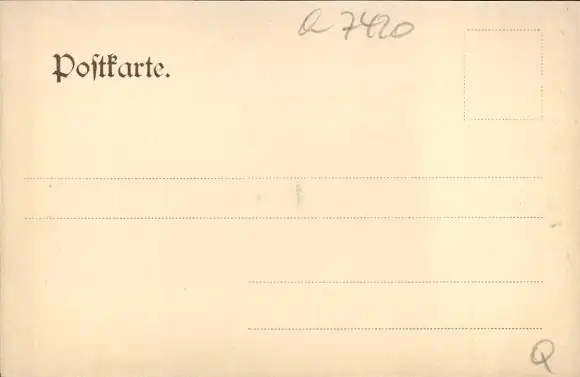 Q 7420
Postkarte.
Q